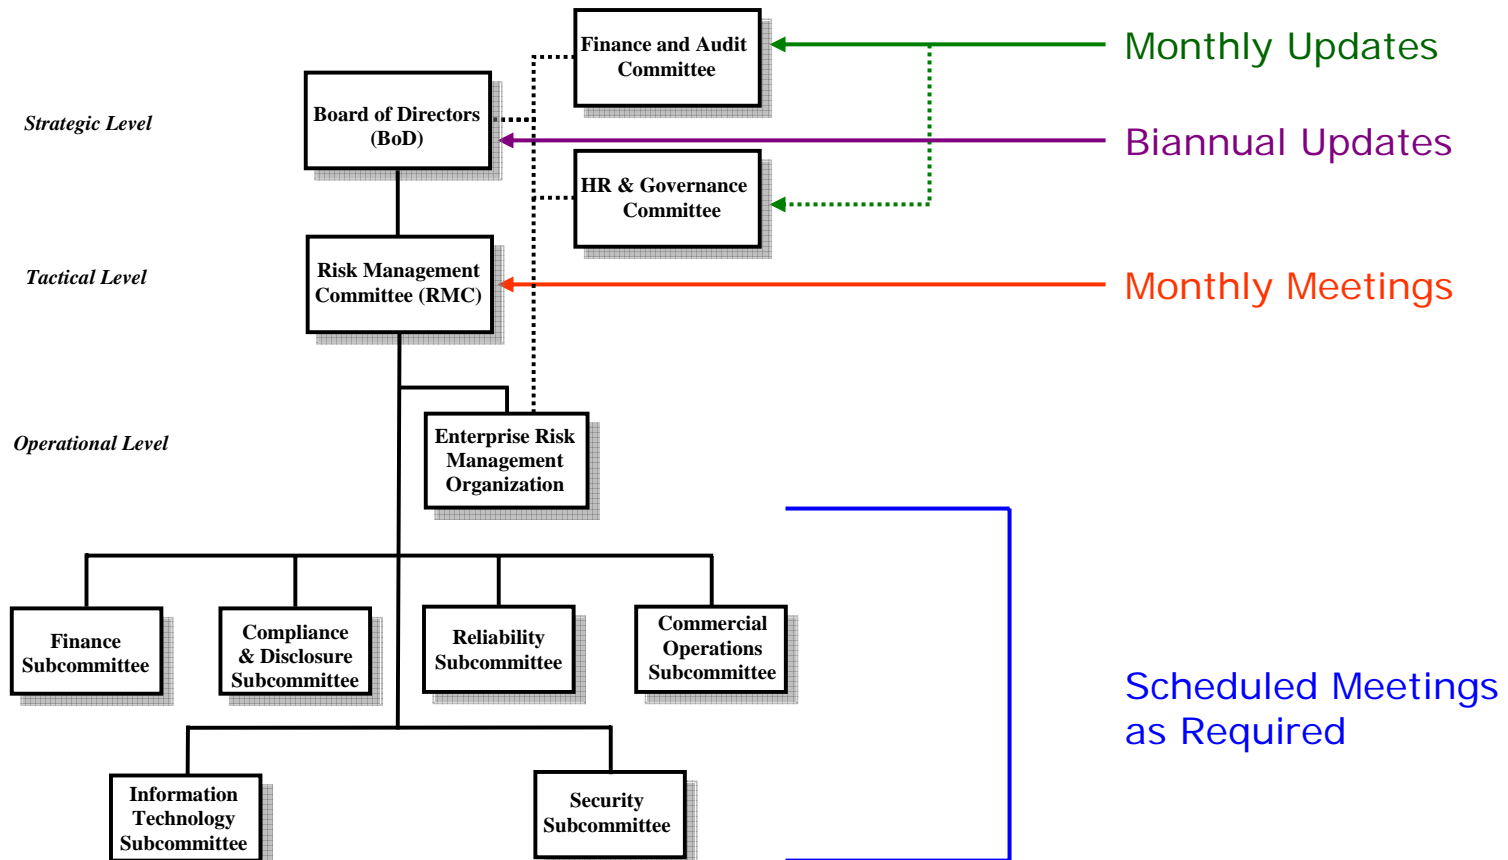 Finance and Audit
Committee
Monthly Updates
Strategic Level
Board of Directors
(BoD)
Biannual Updates
HR & Governance
Committee
Tactical Level
Risk Management
Committee (RMC)
Monthly Meetings
Operational Level
Enterprise Risk
Management
Organization
Finance
Subcommittee
Compliance
& Disclosure
Subcommittee
Reliability
Subcommittee
Commercial
Operations
Subcommittee
Scheduled Meetings
as Required
Information
Technology
Subcommittee
Security
Subcommittee